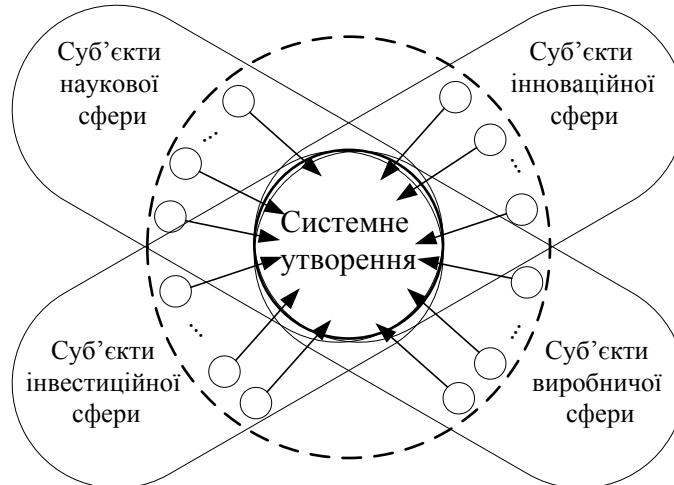 Суб’єкти
наукової
сфери
Суб’єкти
інноваційної
сфери
...
...
Системне
утворення
...
...
Суб’єкти
інвестиційної
сфери
Суб’єкти
виробничої
сфери